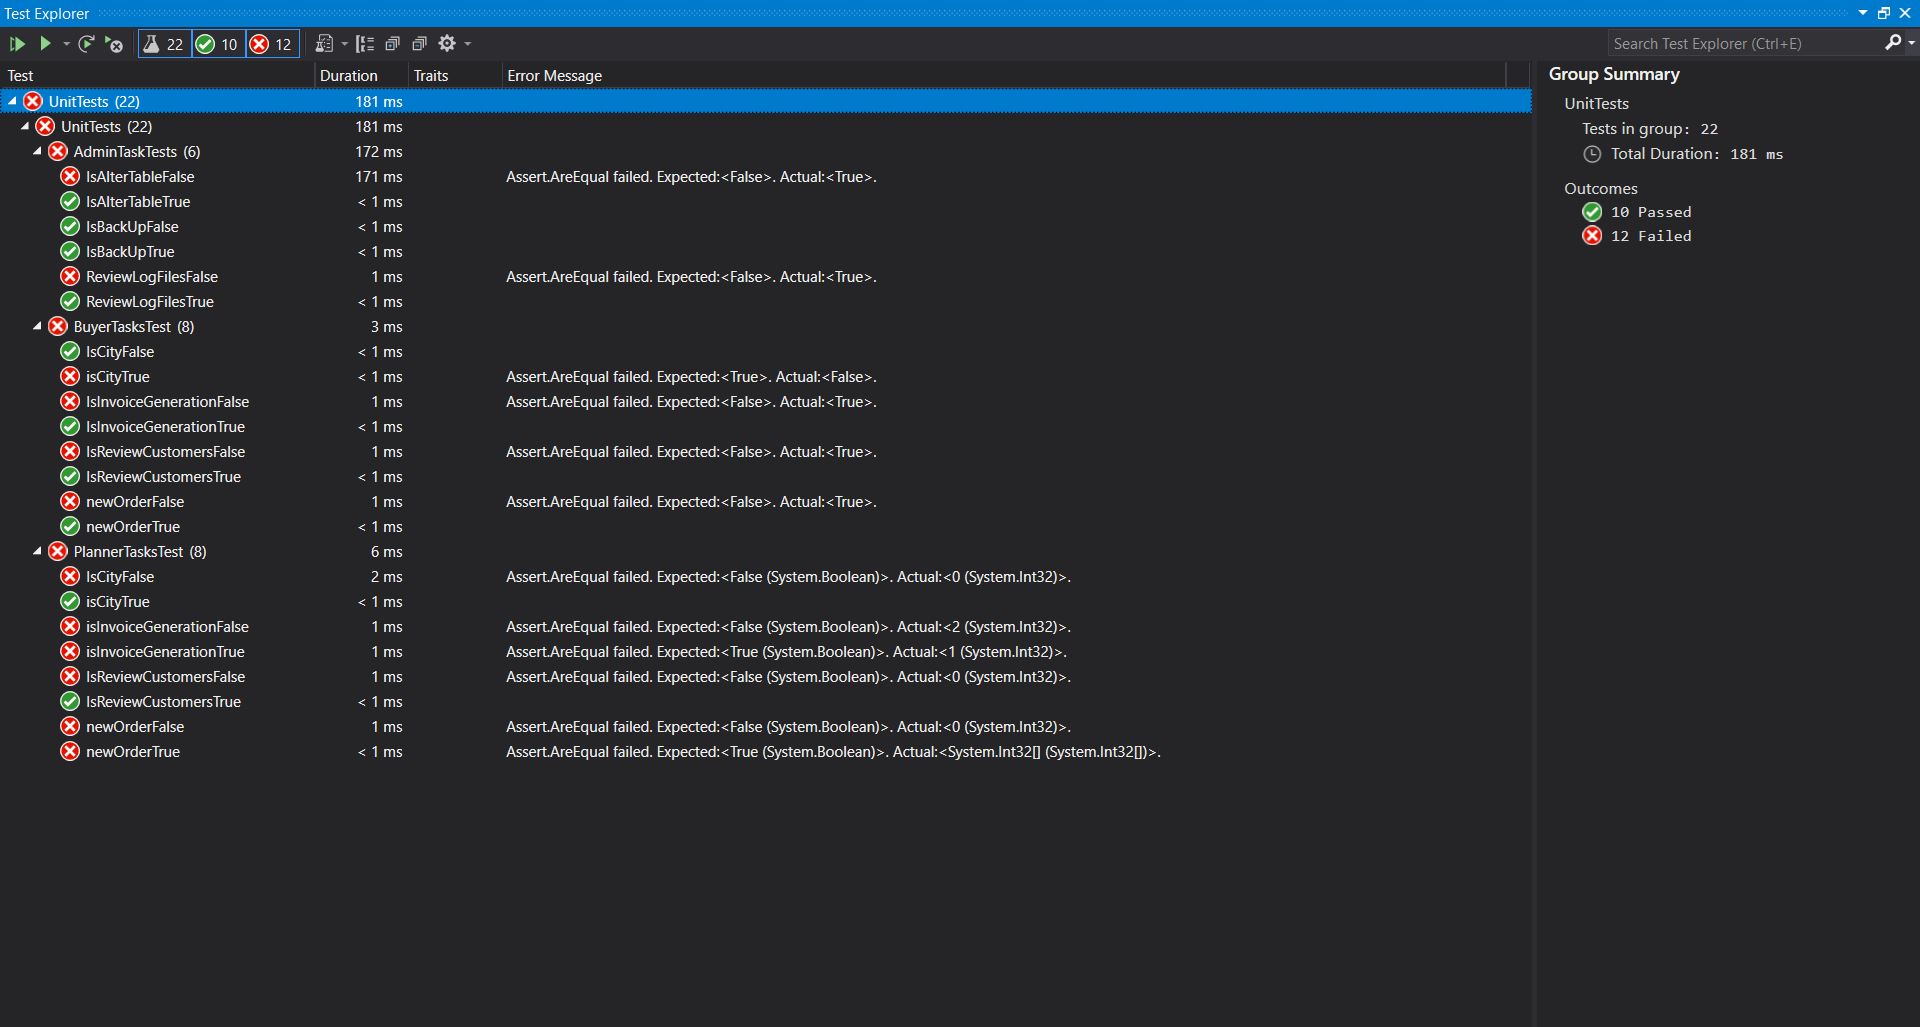 Test Explorer
22 10 12
Search Test Explorer (Ctrl+E)
Test Duration Traits Error Message
UnitTests (22) 181 ms
UnitTests (22) 181 ms
AdminTaskTests (6) 172 ms
IsAlterTableFalse 171 ms Assert.AreEqual failed. Expected:<False>. Actual:<True>.
IsAlterTableTrue < 1 ms
IsBackUpFalse < 1 ms
IsBackUpTrue < 1 ms
ReviewLogFilesFalse 1 ms Assert.AreEqual failed. Expected:<False>. Actual:<True>.
ReviewLogFilesTrue < 1 ms
BuyerTasksTest (8) 3 ms
IsCityFalse < 1 ms
isCityTrue < 1 ms Assert.AreEqual failed. Expected:<True>. Actual:<False>.
IsInvoiceGenerationFalse 1 ms Assert.AreEqual failed. Expected:<False>. Actual:<True>.
IsInvoiceGenerationTrue < 1 ms
IsReviewCustomersFalse 1 ms Assert.AreEqual failed. Expected:<False>. Actual:<True>.
IsReviewCustomersTrue < 1 ms
newOrderFalse 1 ms Assert.AreEqual failed. Expected:<False>. Actual:<True>.
newOrderTrue < 1 ms
PlannerTasksTest (8) 6 ms
IsCityFalse 2 ms Assert.AreEqual failed. Expected:<False (System.Boolean)>. Actual:<0 (System.Int32)>.
isCityTrue < 1 ms
isInvoiceGenerationFalse 1 ms Assert.AreEqual failed. Expected:<False (System.Boolean)>. Actual:<2 (System.Int32)>.
isInvoiceGenerationTrue 1 ms Assert.AreEqual failed. Expected:<True (System.Boolean)>. Actual:<1 (System.Int32)>.
IsReviewCustomersFalse 1 ms Assert.AreEqual failed. Expected:<False (System.Boolean)>. Actual:<0 (System.Int32)>.
IsReviewCustomersTrue < 1 ms
newOrderFalse 1 ms Assert.AreEqual failed. Expected:<False (System.Boolean)>. Actual:<0 (System.Int32)>.
newOrderTrue < 1 ms Assert.AreEqual failed. Expected:<True (System.Boolean)>. Actual:<System.Int32[] (System.Int32[])>.
Group Summary
UnitTests
Tests in group: 22
Total Duration: 181 ms
Outcomes
10 Passed
12 Failed